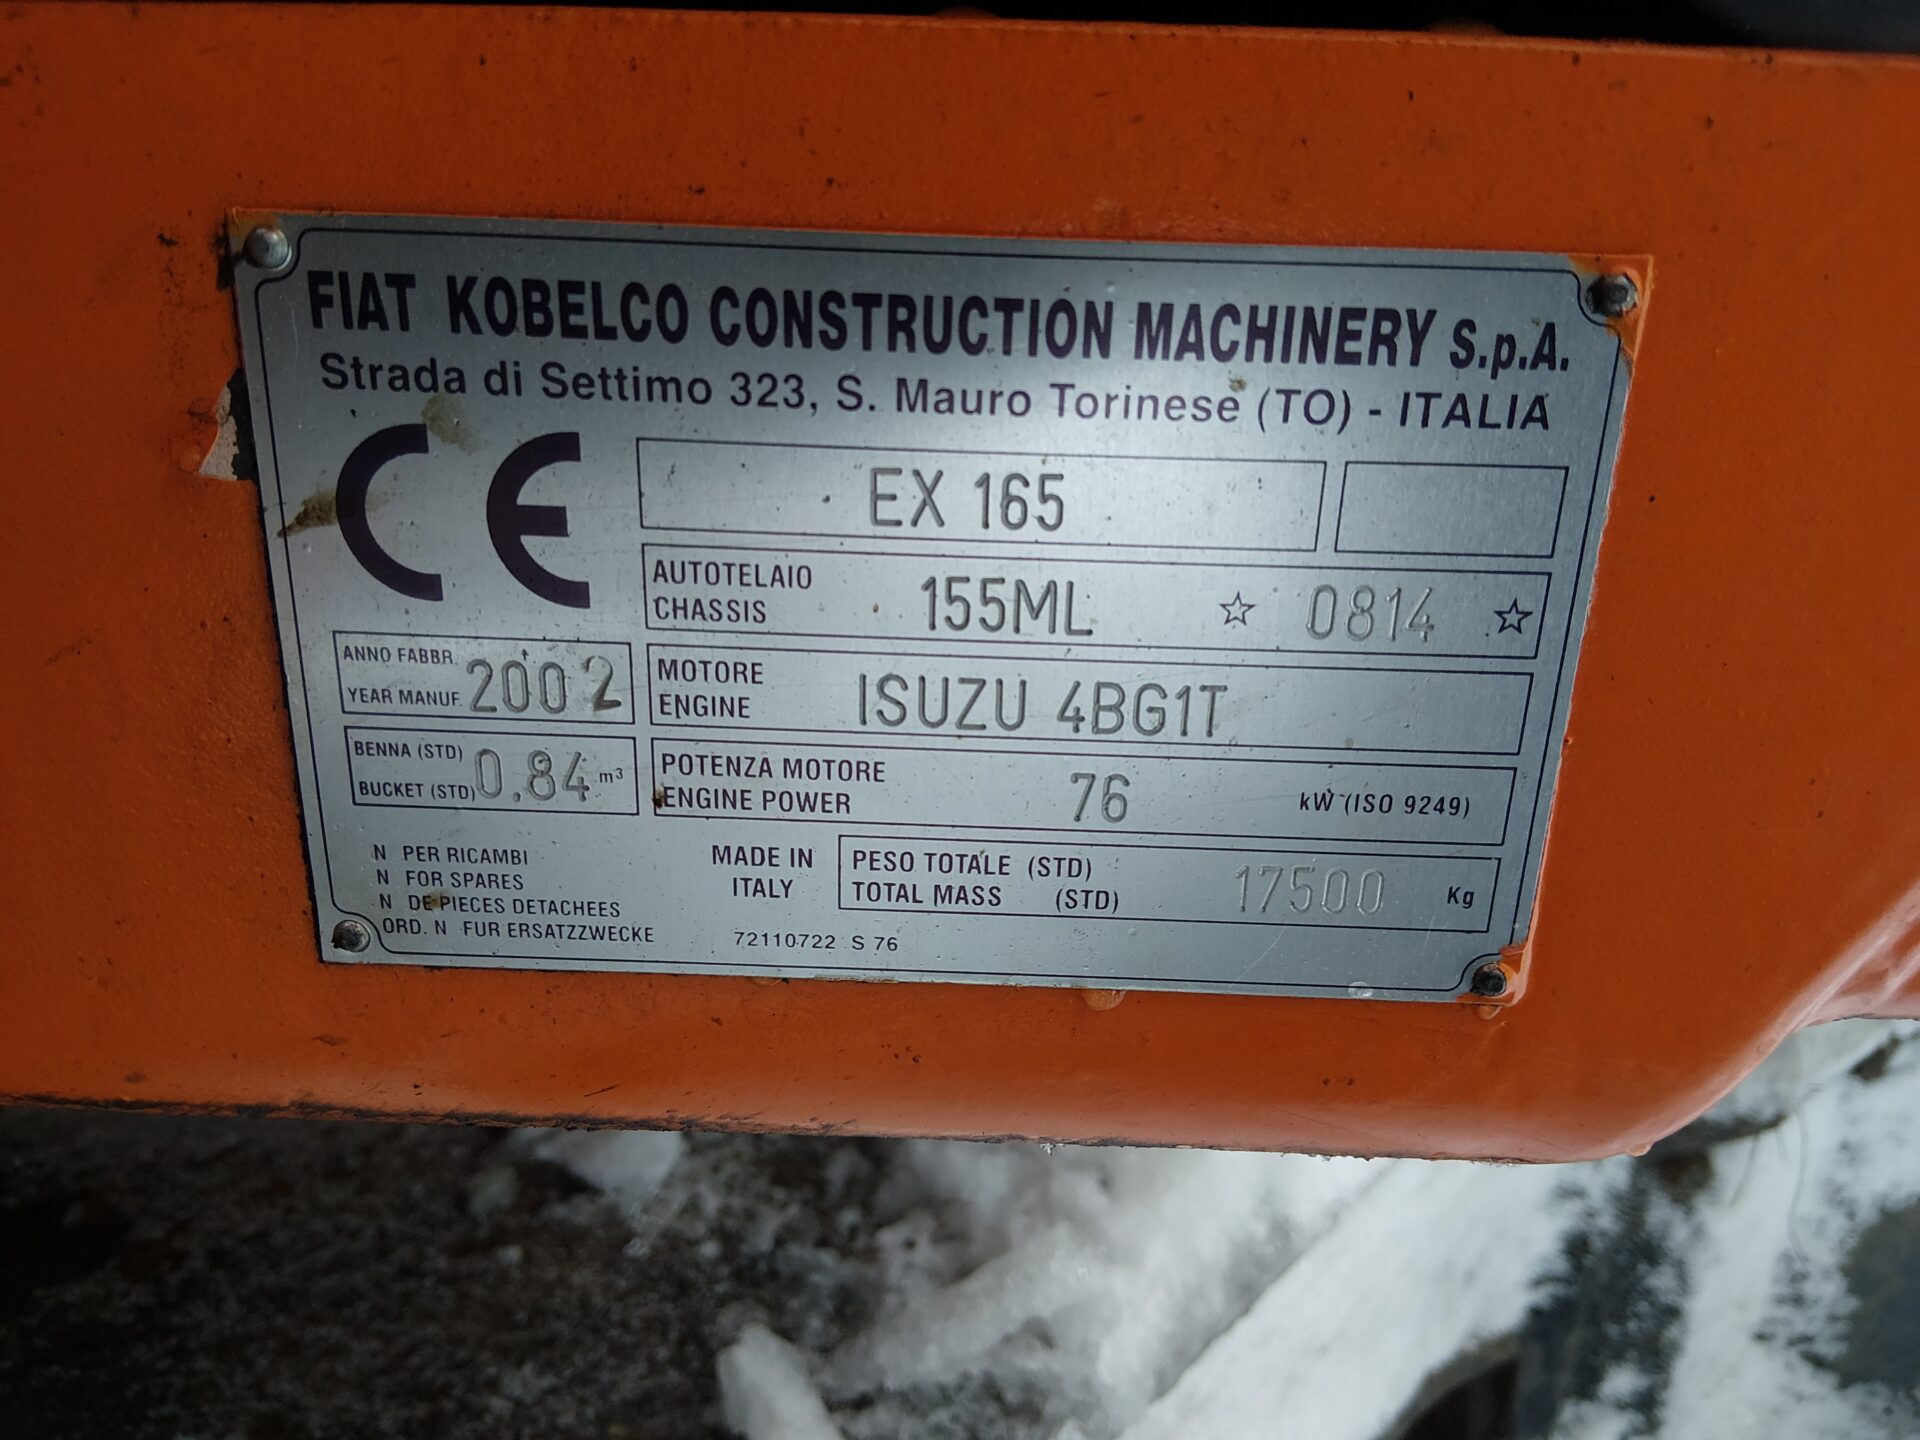 FIAT KOBELCO CONSTRUCTION MACHINERY S.p.A.
Strada di Settimo 323, S. Mauro Torinese (TO) - ITALIA
CE
EX 165
AUTOTELAIO
CHASSIS
155ML ☆ 0814 ☆
ANNO FABBR.
YEAR MANUF. 2002
MOTORE
ENGINE
ISUZU 4BG1T
BENNA (STD)
BUCKET (STD) 0.84 m³
POTENZA MOTORE
ENGINE POWER
76 kW (ISO 9249)
N PER RICAMBI
N FOR SPARES
N DE PIECES DETACHEES
ORD. N FUR ERSATZZWECKE
MADE IN
ITALY
PESO TOTALE (STD)
TOTAL MASS (STD)
17500 Kg
72110722 S 76